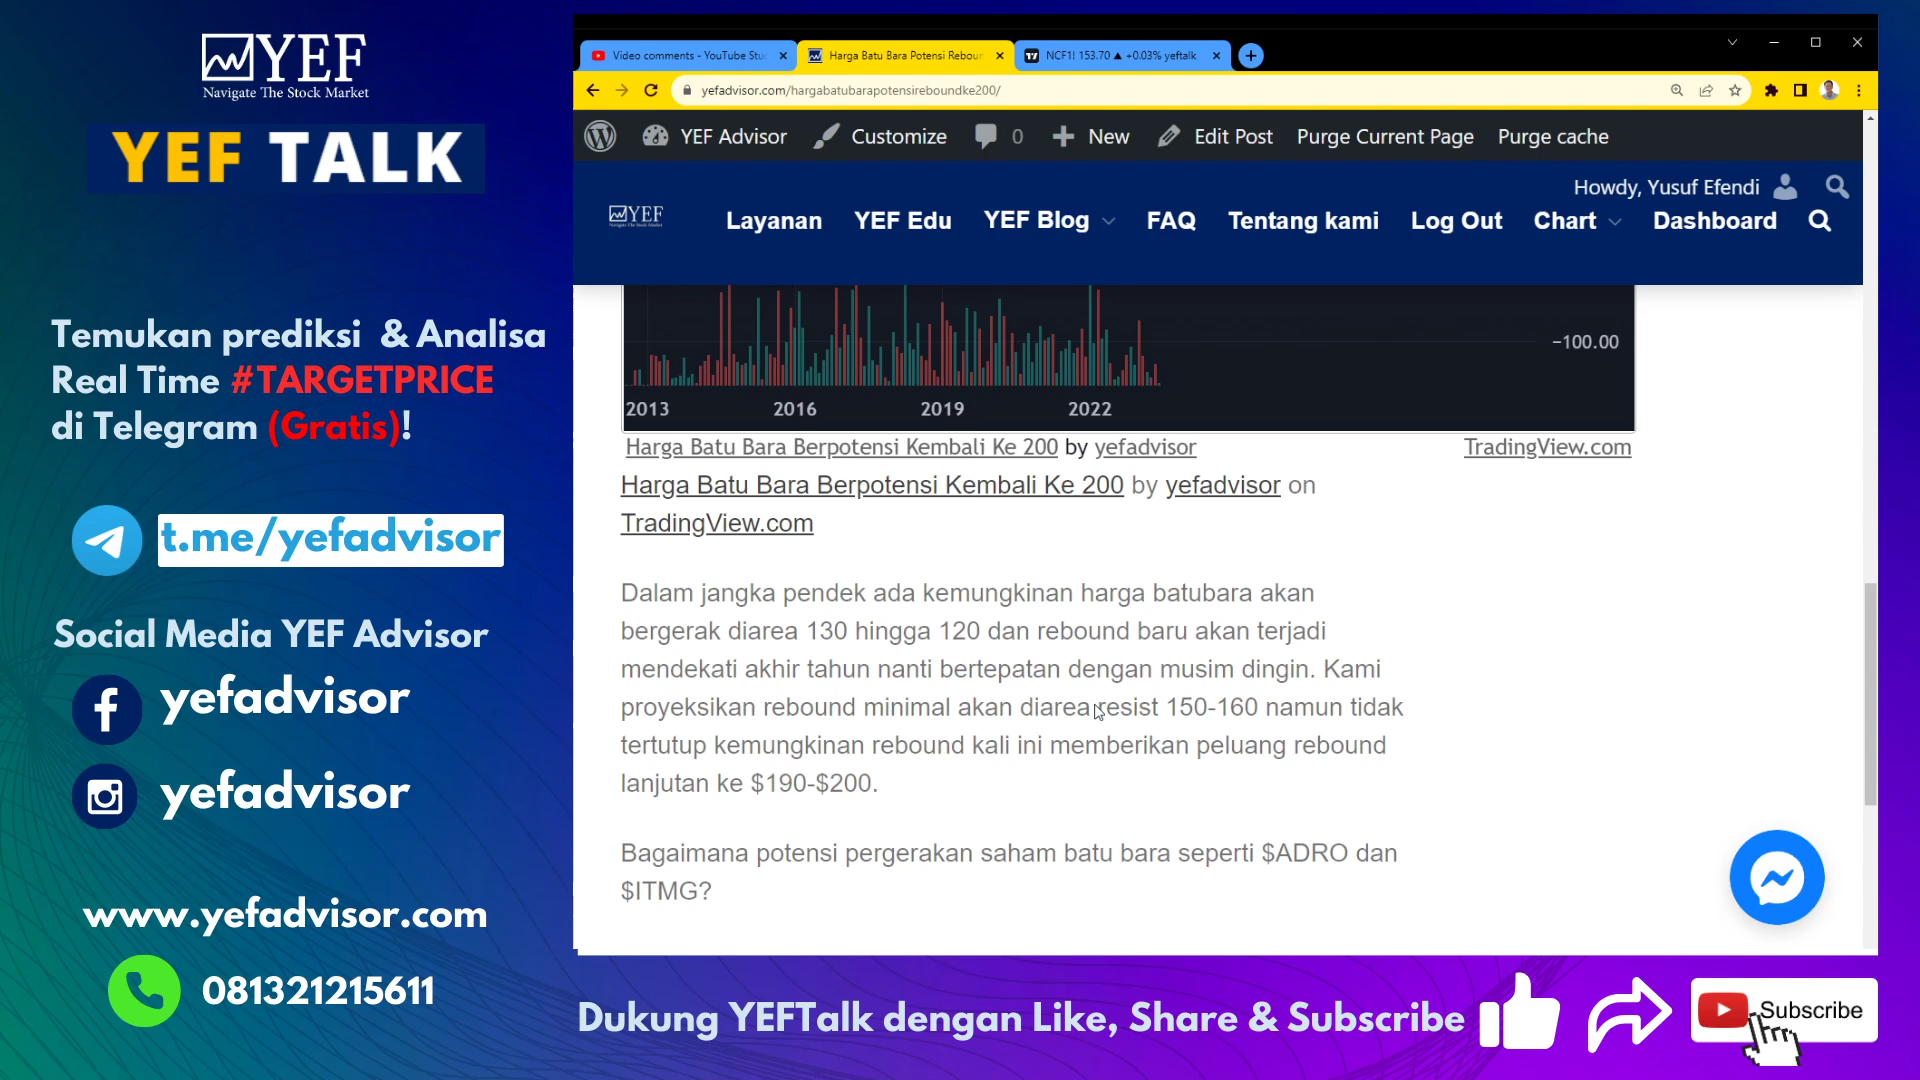 YEF
Navigate The Stock Market
YEF TALK
Temukan prediksi & Analisa
Real Time #TARGETPRICE
di Telegram (Gratis)!
t.me/yefadvisor
Social Media YEF Advisor
yefadvisor
yefadvisor
www.yefadvisor.com
081321215611
Video comments - YouTube Stu
Harga Batu Bara Potensi Reboun
NCF1! 153.70 ▲ +0.03% yeftalk
yefadvisor.com/hargabatubarapotensireboundke200/
YEF Advisor Customize 0 New Edit Post Purge Current Page Purge cache
Howdy, Yusuf Efendi
YEF
Layanan YEF Edu YEF Blog FAQ Tentang kami Log Out Chart Dashboard
−100.00
2013 2016 2019 2022
Harga Batu Bara Berpotensi Kembali Ke 200 by yefadvisor TradingView.com
Harga Batu Bara Berpotensi Kembali Ke 200 by yefadvisor on
TradingView.com
Dalam jangka pendek ada kemungkinan harga batubara akan
bergerak diarea 130 hingga 120 dan rebound baru akan terjadi
mendekati akhir tahun nanti bertepatan dengan musim dingin. Kami
proyeksikan rebound minimal akan diarea resist 150-160 namun tidak
tertutup kemungkinan rebound kali ini memberikan peluang rebound
lanjutan ke $190-$200.
Bagaimana potensi pergerakan saham batu bara seperti $ADRO dan
$ITMG?
Dukung YEFTalk dengan Like, Share & Subscribe
Subscribe